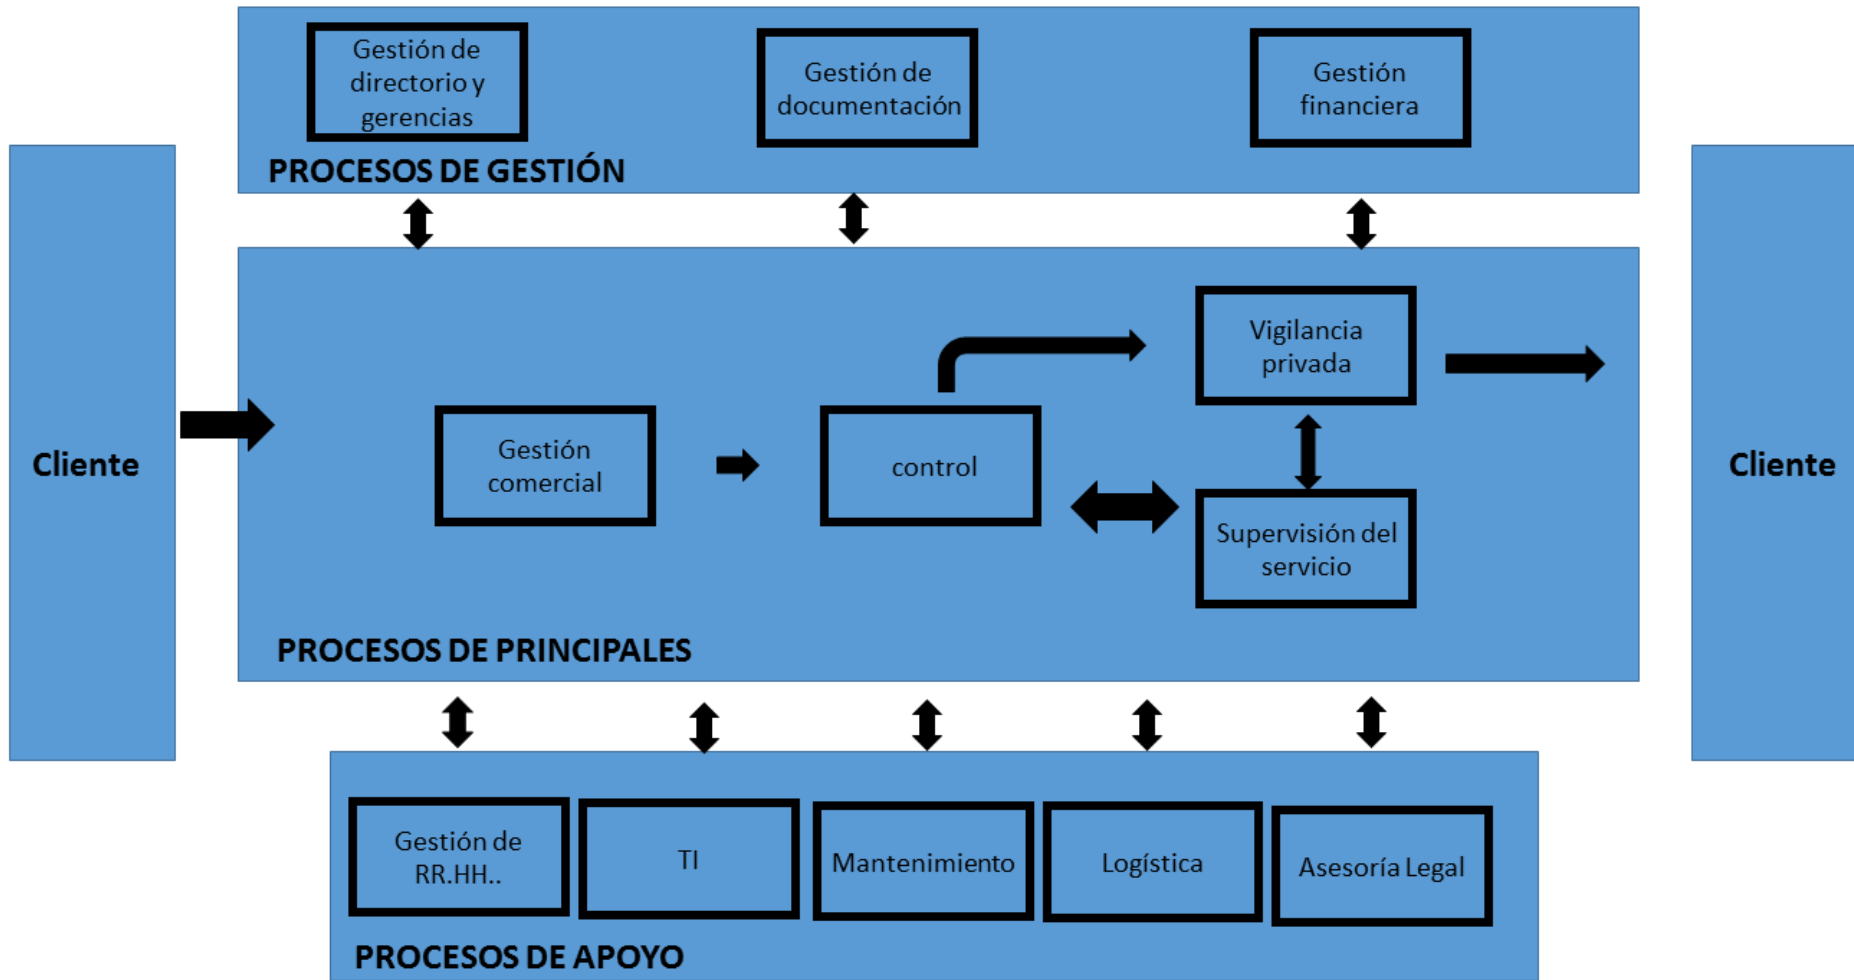 Gestión de
directorio y
gerencias
Gestión de
documentación
Gestión
financiera
PROCESOS DE GESTIÓN
Cliente
Gestión
comercial
control
Vigilancia
privada
Supervisión del
servicio
PROCESOS DE PRINCIPALES
Cliente
Gestión de
RR.HH..
TI
Mantenimiento
Logística
Asesoría Legal
PROCESOS DE APOYO